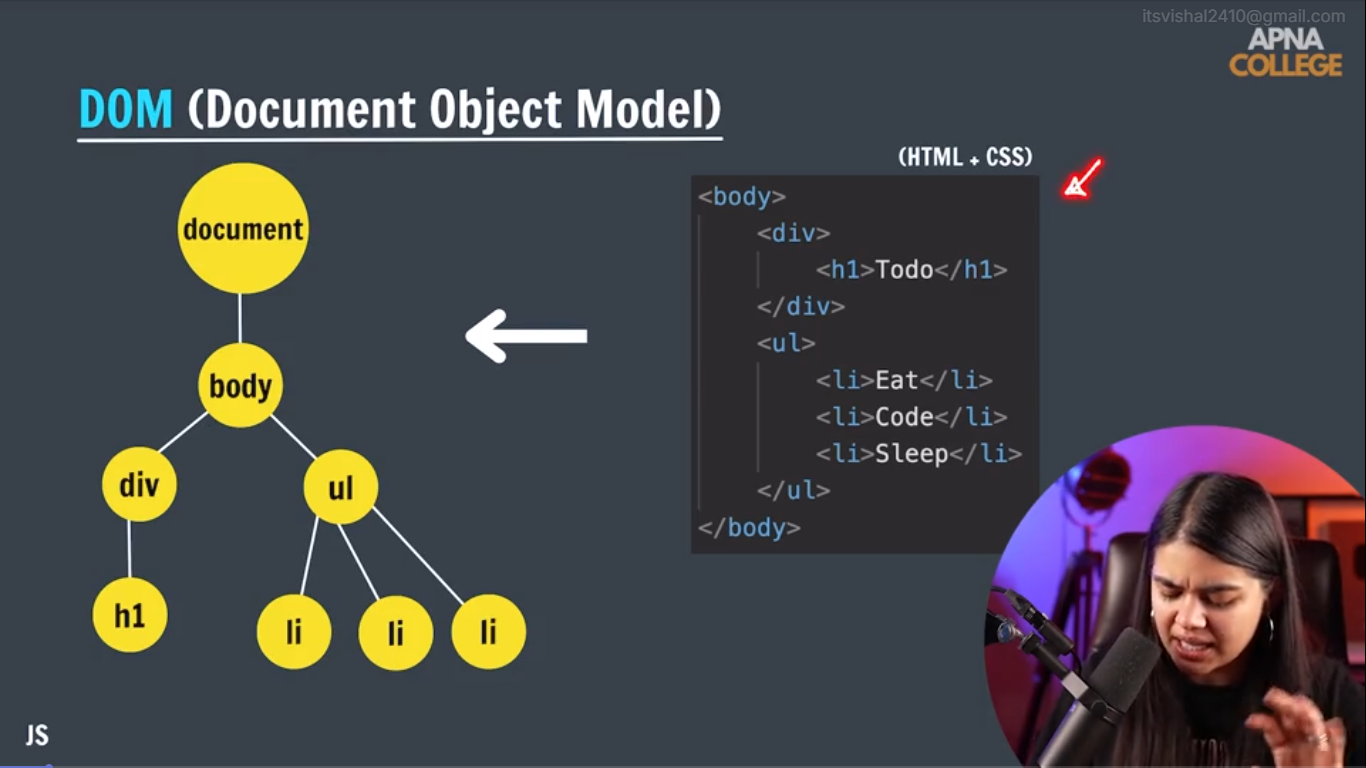 itsvishal2410@gmail.com
APNA
COLLEGE
DOM (Document Object Model)
(HTML + CSS)
document
body
div
ul
h1
li
li
li
<body>
<div>
<h1>Todo</h1>
</div>
<ul>
<li>Eat</li>
<li>Code</li>
<li>Sleep</li>
</ul>
</body>
JS